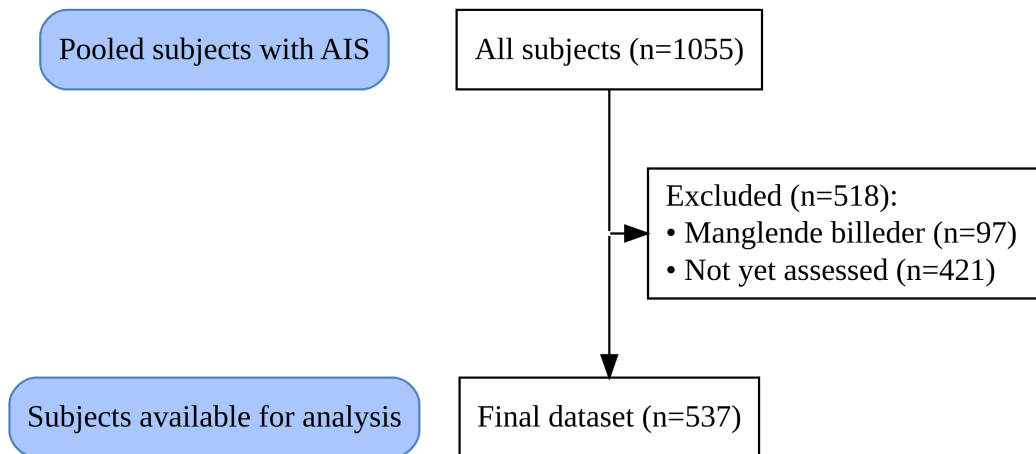 Pooled subjects with AIS
All subjects (n=1055)
Excluded (n=518):
• Manglende billeder (n=97)
• Not yet assessed (n=421)
Subjects available for analysis
Final dataset (n=537)